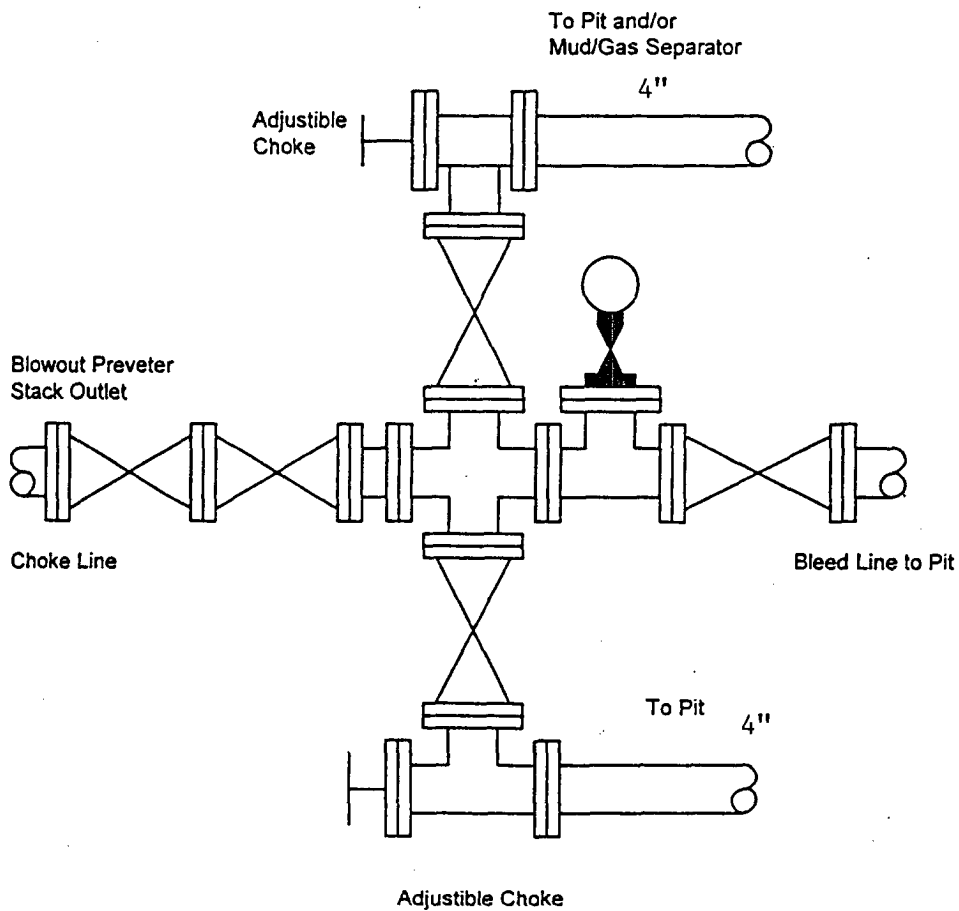 To Pit and/or
Mud/Gas Separator
4"
Adjustible
Choke
Blowout Preveter
Stack Outlet
Choke Line
Bleed Line to Pit
To Pit
4"
Adjustible Choke